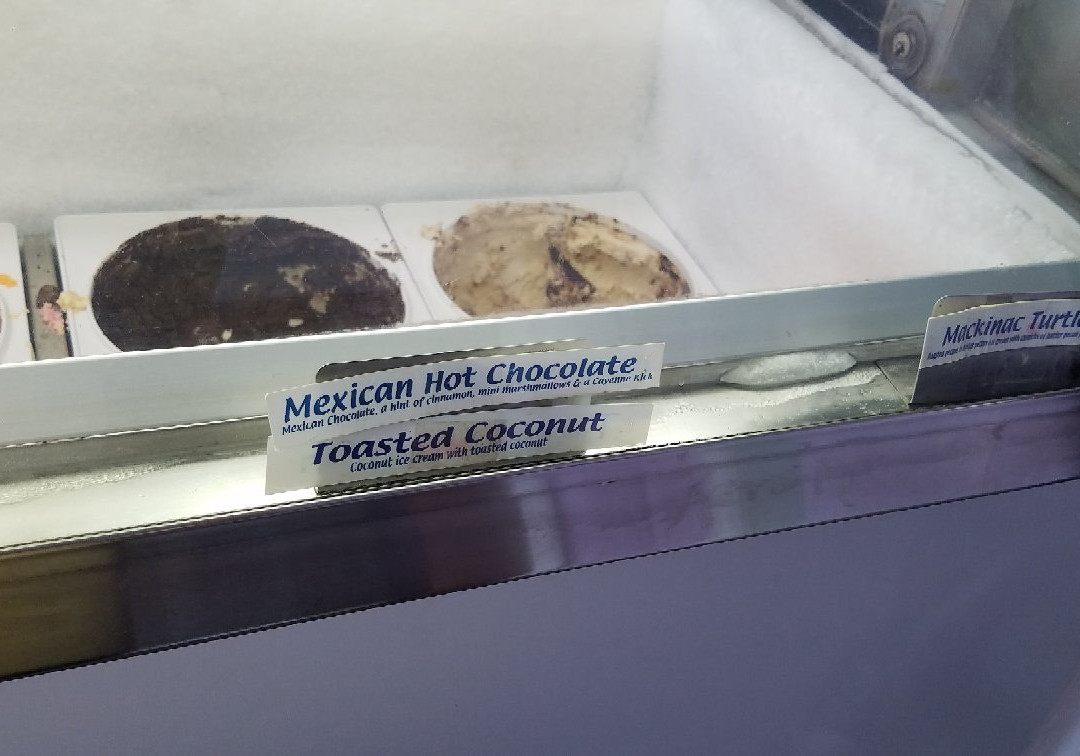 Mexican Hot Chocolate
Mexican Chocolate, a hint of cinnamon, mini marshmallows & a Cayenne Kick
Toasted Coconut
Coconut ice cream with toasted coconut
Mackinac Turtl